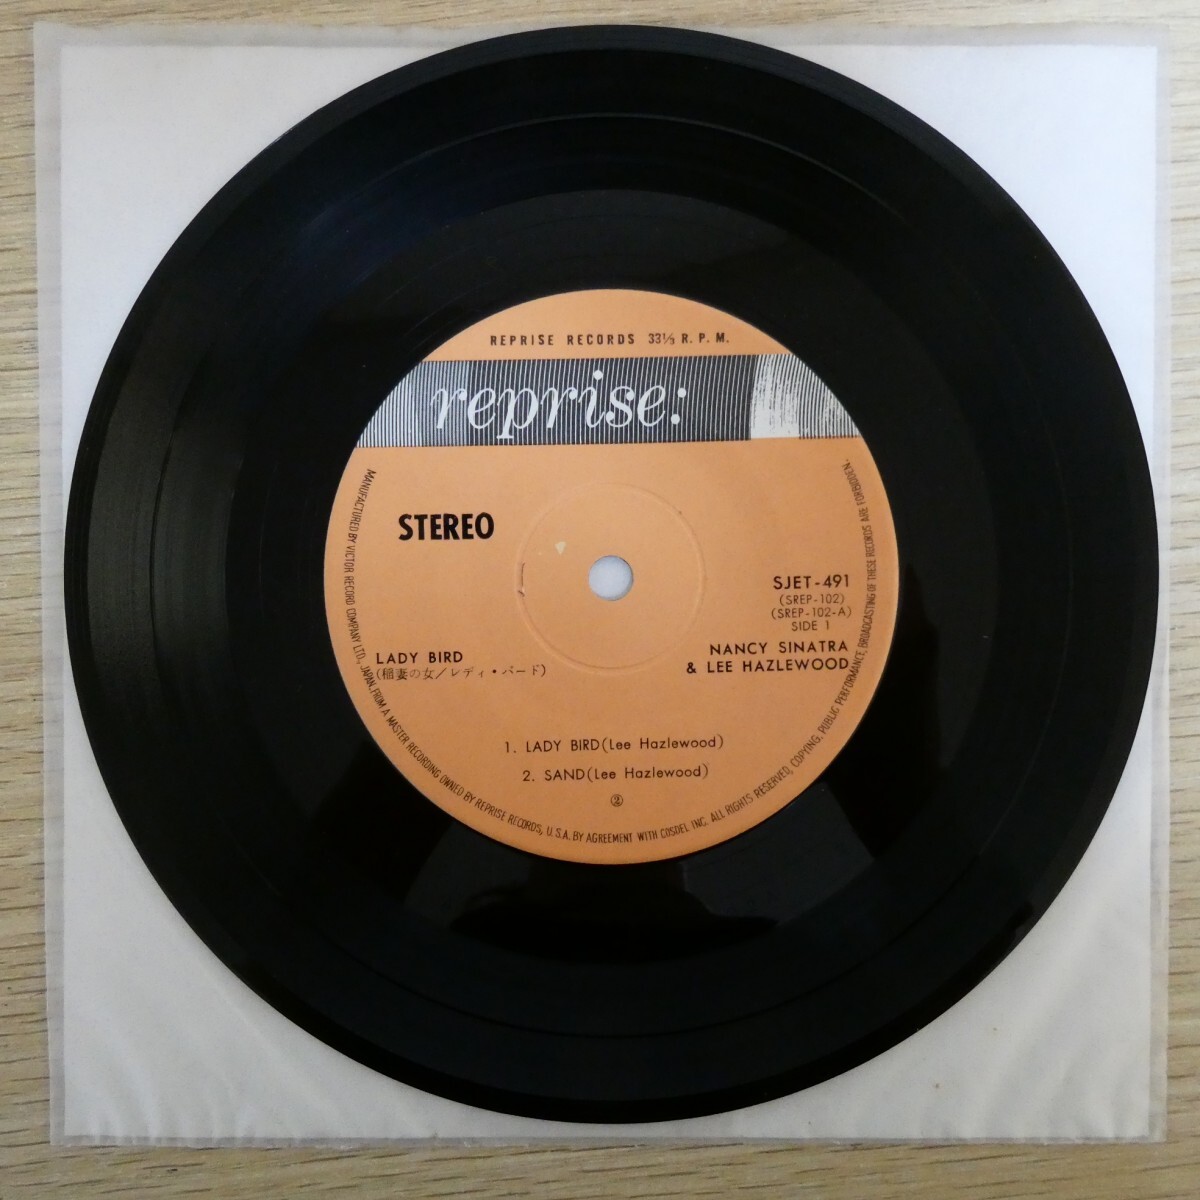 REPRISE RECORDS 33⅓ R. P. M.
reprise:
STEREO
SJET-491
(SREP-102)
(SREP-102-A)
SIDE 1
LADY BIRD
(稲妻の女/レディ・バード)
NANCY SINATRA
& LEE HAZLEWOOD
1. LADY BIRD (Lee Hazlewood)
2. SAND (Lee Hazlewood)
②
MANUFACTURED BY VICTOR RECORD COMPANY LTD., JAPAN, FROM A MASTER RECORDING OWNED BY REPRISE RECORDS, U.S.A. BY AGREEMENT WITH COSDEL INC. ALL RIGHTS RESERVED, COPYING, PUBLIC PERFORMANCE, BROADCASTING OF THESE RECORDS ARE FORBIDEN.